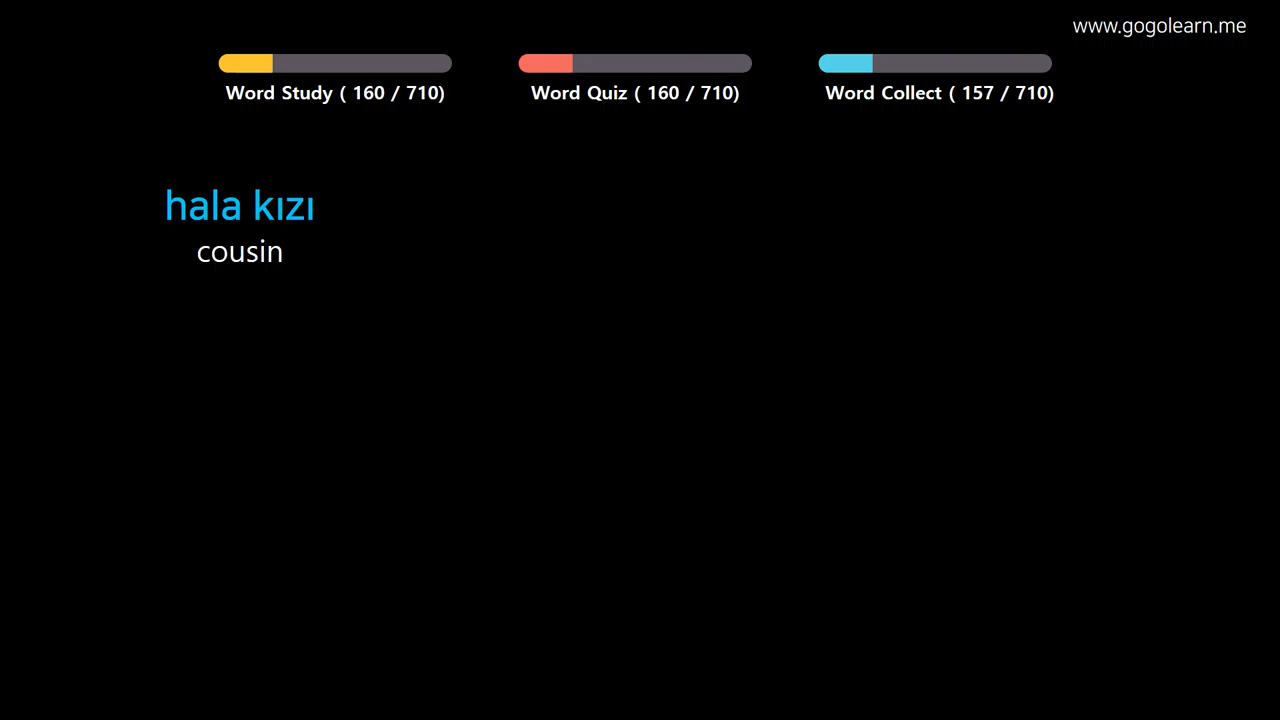 www.gogolearn.me
Word Study ( 160 / 710)
Word Quiz ( 160 / 710)
Word Collect ( 157 / 710)
hala kızı
cousin